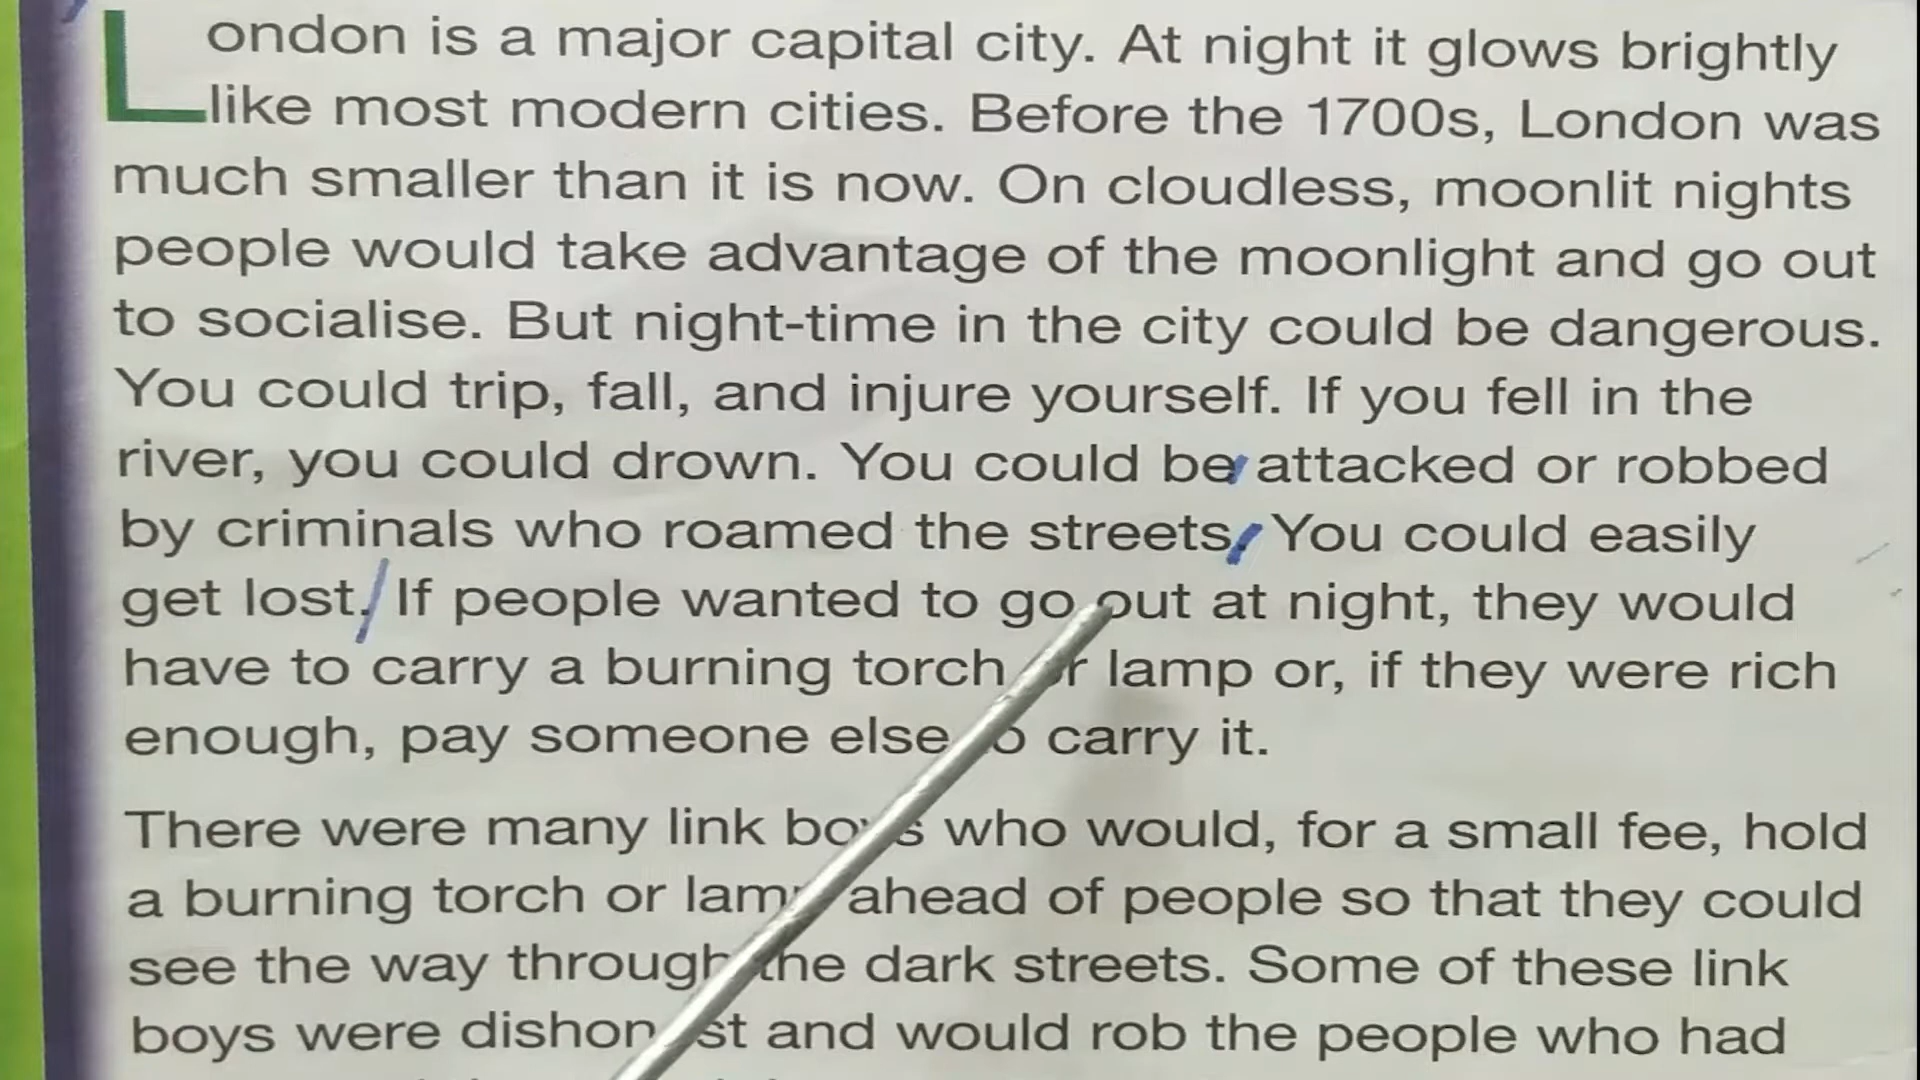 London is a major capital city. At night it glows brightly
like most modern cities. Before the 1700s, London was
much smaller than it is now. On cloudless, moonlit nights
people would take advantage of the moonlight and go out
to socialise. But night-time in the city could be dangerous.
You could trip, fall, and injure yourself. If you fell in the
river, you could drown. You could be attacked or robbed
by criminals who roamed the streets. You could easily
get lost. If people wanted to go out at night, they would
have to carry a burning torch or lamp or, if they were rich
enough, pay someone else to carry it.
There were many link boys who would, for a small fee, hold
a burning torch or lamp ahead of people so that they could
see the way through the dark streets. Some of these link
boys were dishonest and would rob the people who had